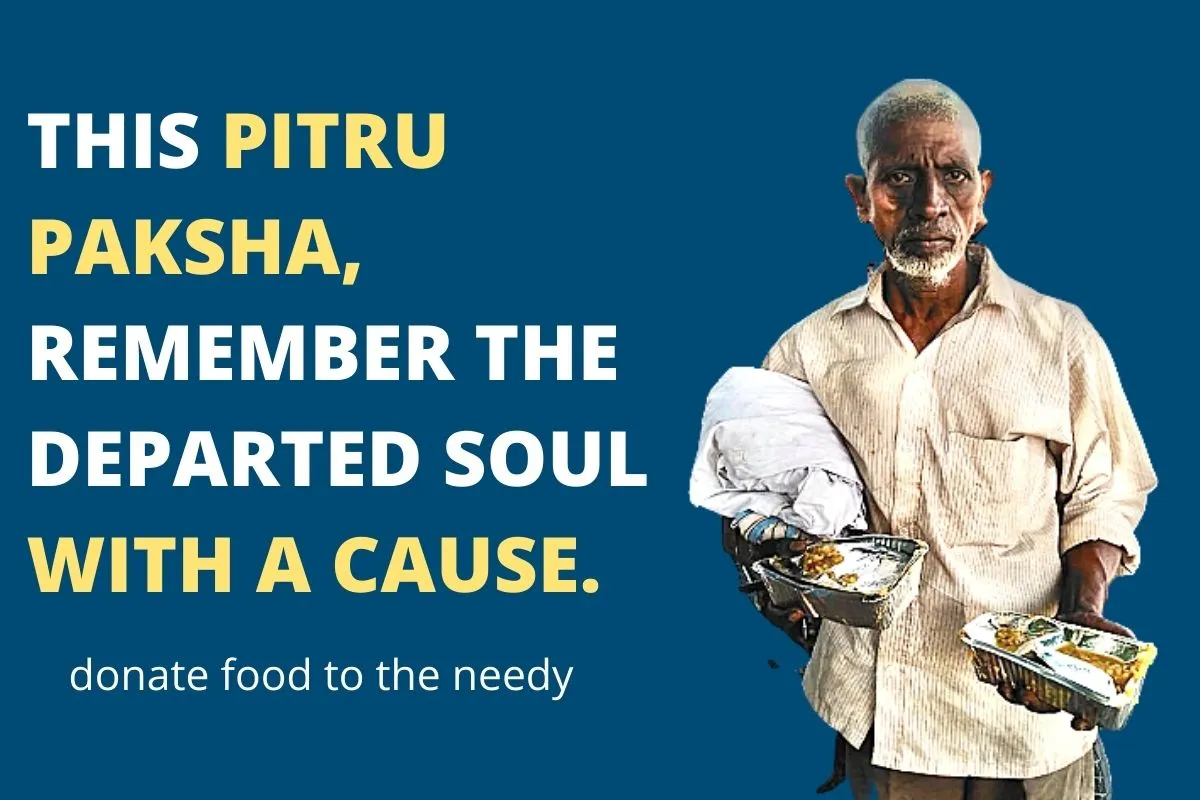 THIS PITRU
PAKSHA,
REMEMBER THE
DEPARTED SOUL
WITH A CAUSE.
donate food to the needy